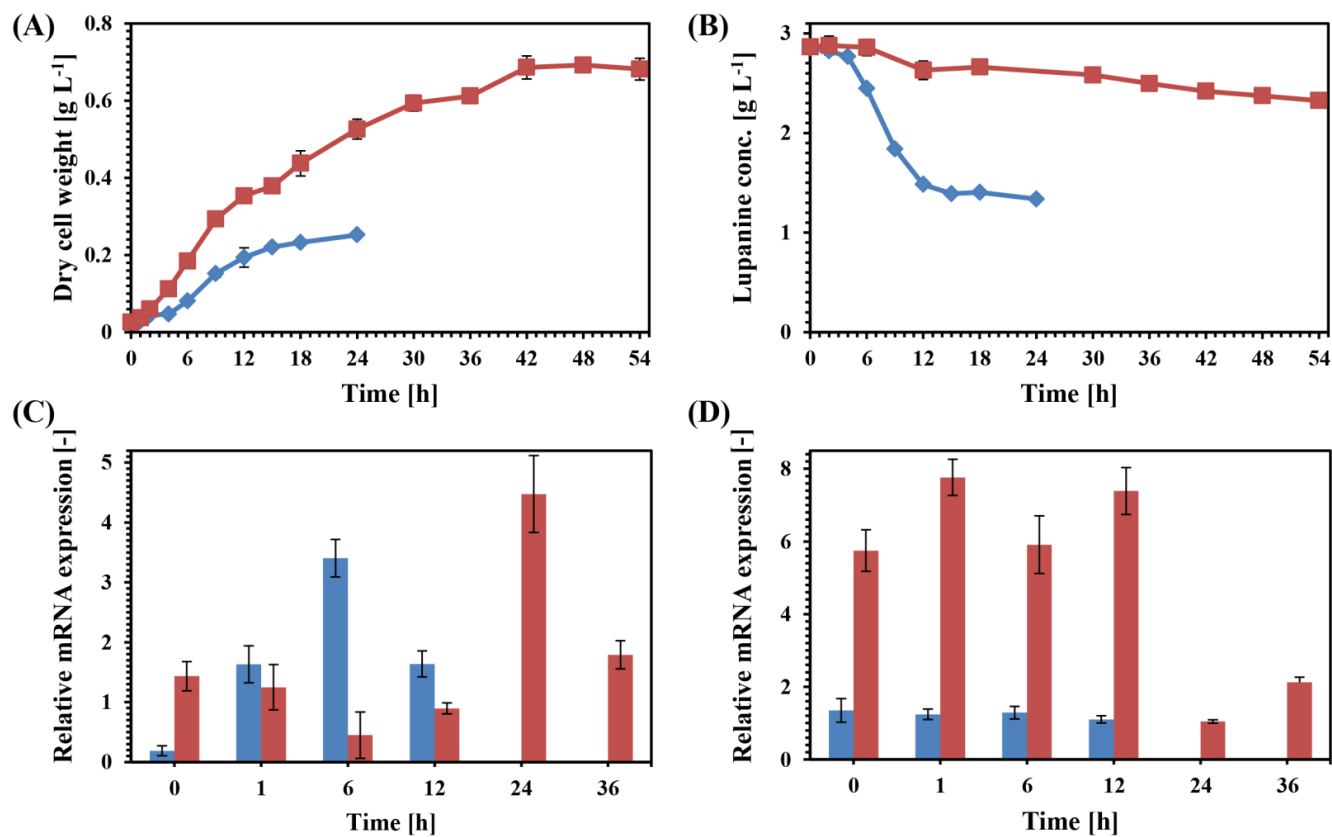 (A)
Dry cell weight [g L-1]
0.8
0.6
0.4
0.2
0
0 6 12 18 24 30 36 42 48 54
Time [h]
(B)
Lupanine conc. [g L-1]
3
2
1
0
0 6 12 18 24 30 36 42 48 54
Time [h]
(C)
Relative mRNA expression [-]
5
4
3
2
1
0
0 1 6 12 24 36
Time [h]
(D)
Relative mRNA expression [-]
8
6
4
2
0
0 1 6 12 24 36
Time [h]